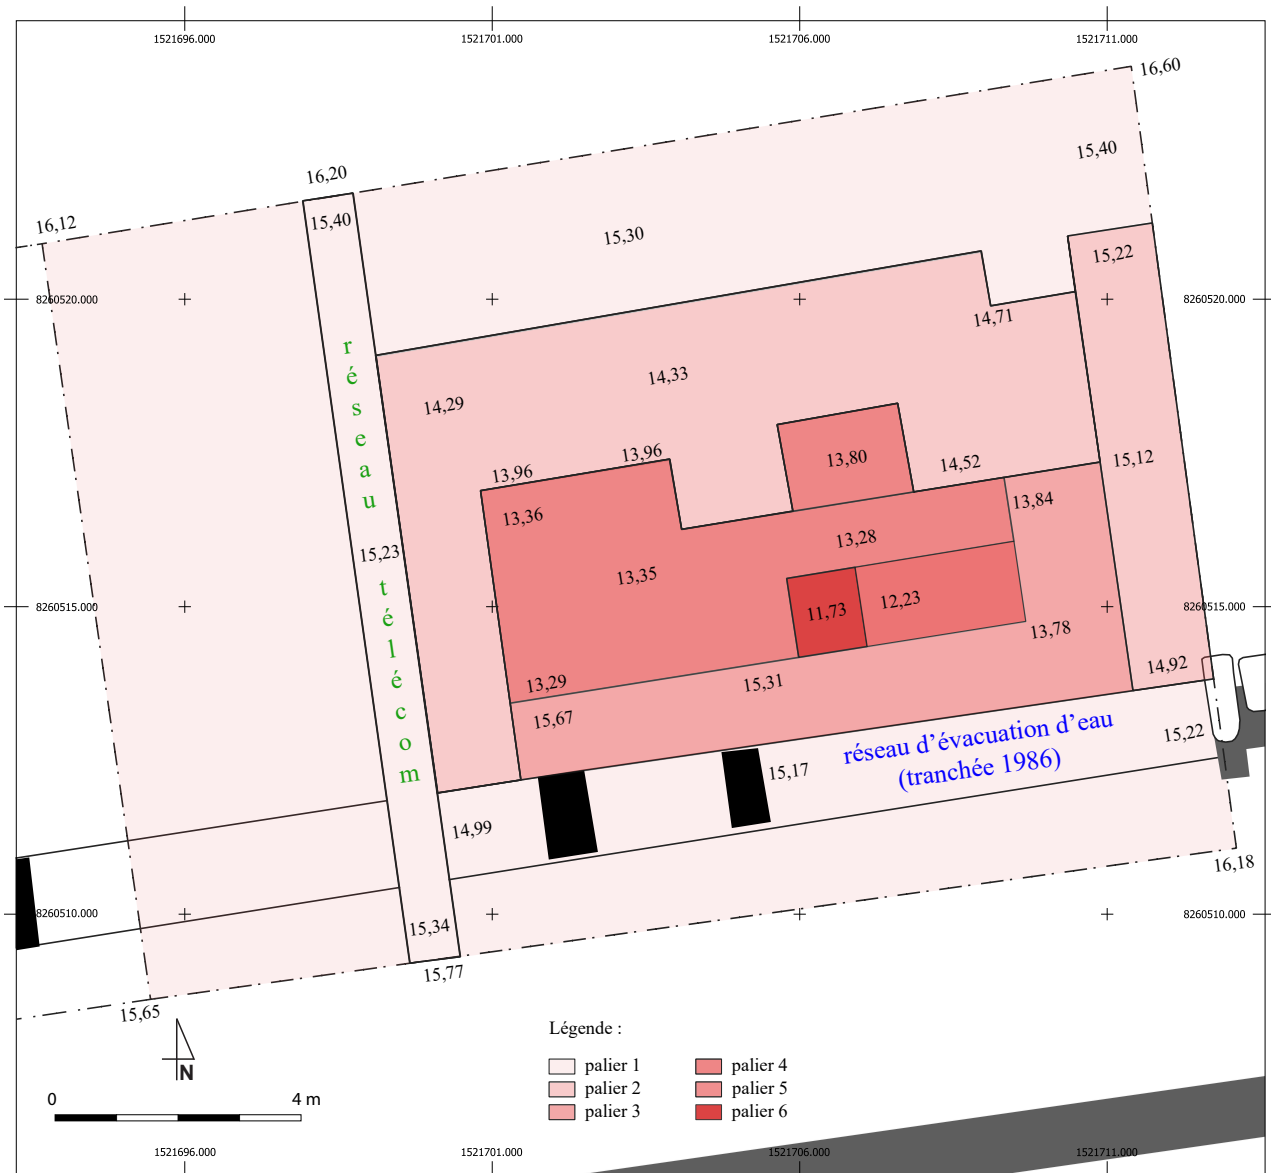 1521696.000 1521701.000 1521706.000 1521711.000
16,60
15,40
16,20
16,12
15,40
15,30
15,22
8260520.000 8260520.000
14,71
réseau
14,33
14,29
13,96 13,96
13,80
14,52
15,12
13,36
13,84
13,28
15,23
13,35
télécom
11,73
12,23
8260515.000 8260515.000
13,78
14,92
13,29
15,31
15,67
15,22
réseau d’évacuation d’eau
(tranchée 1986)
15,17
14,99
16,18
8260510.000 8260510.000
15,34
15,77
15,65
N
0 4 m
Légende :
palier 1
palier 2
palier 3
palier 4
palier 5
palier 6
1521696.000 1521701.000 1521706.000 1521711.000